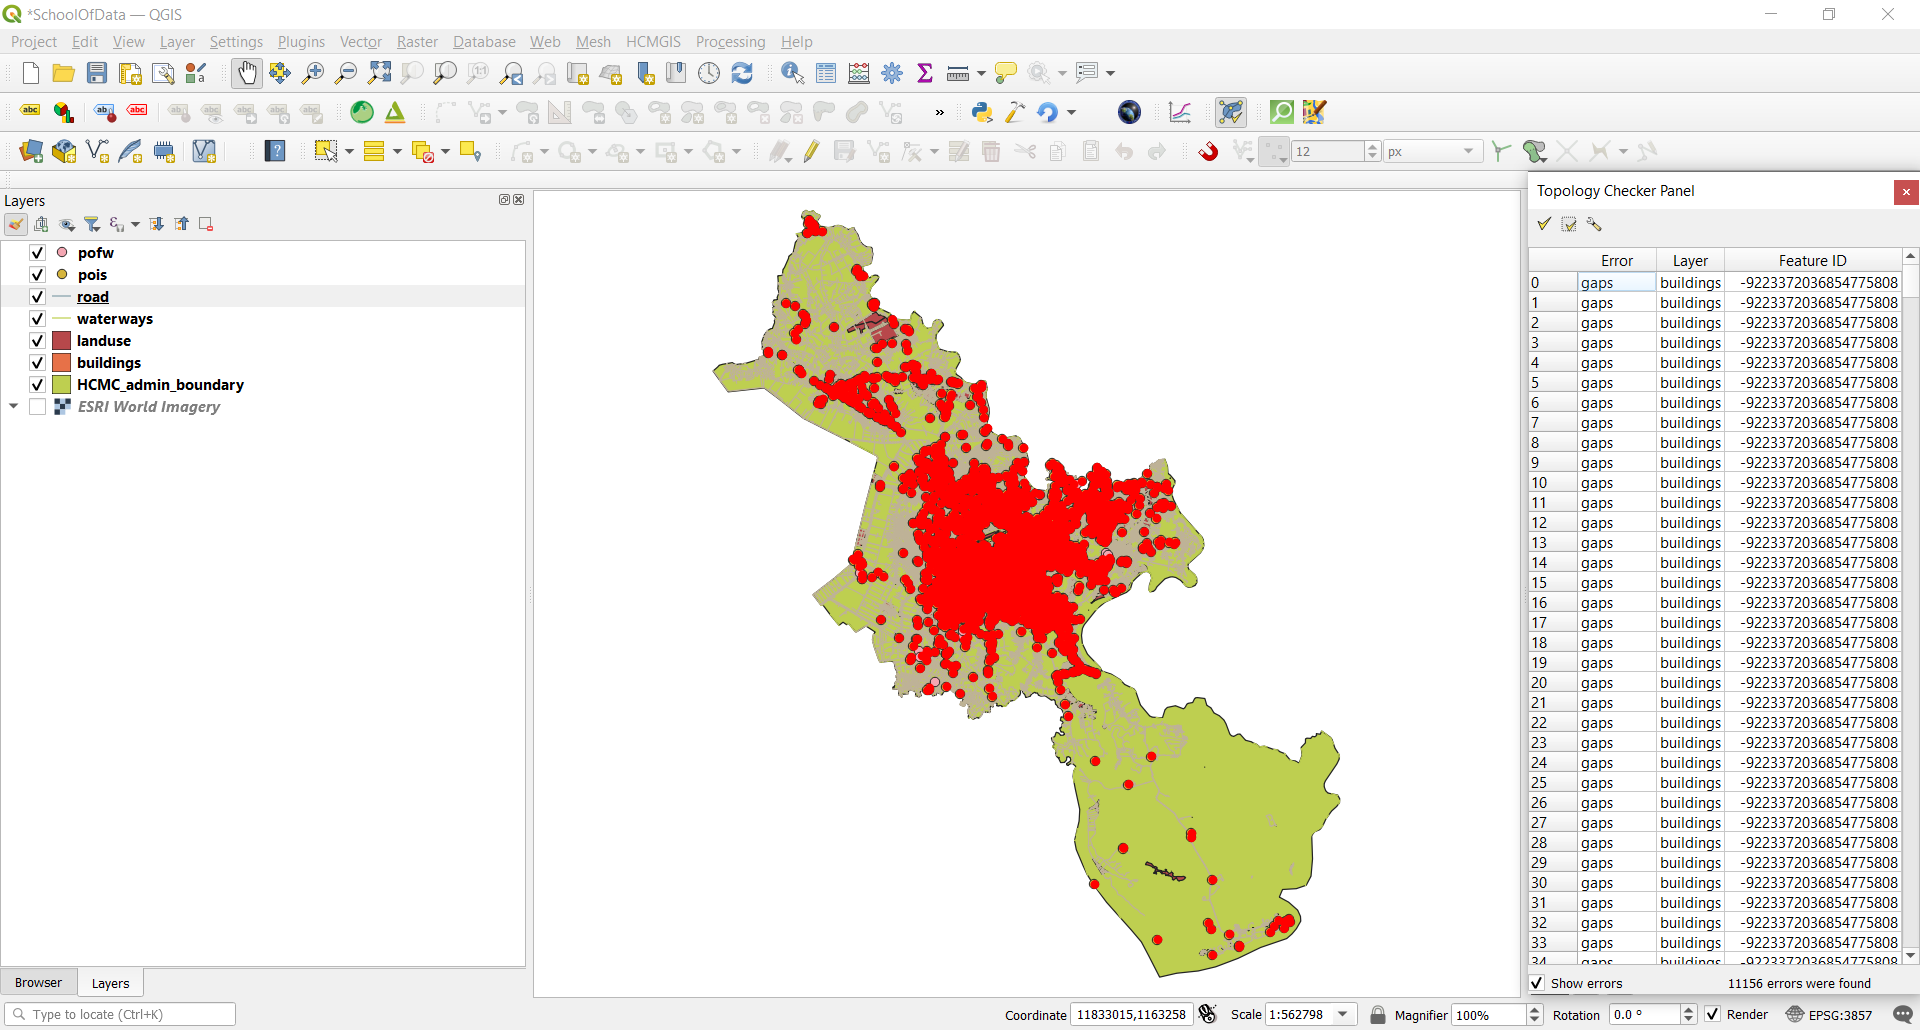 *SchoolOfData — QGIS
Project Edit View Layer Settings Plugins Vector Raster Database Web Mesh HCMGIS Processing Help
abc abc abc
12 px
Layers
pofw
pois
road
waterways
landuse
buildings
HCMC_admin_boundary
ESRI World Imagery
Topology Checker Panel
Error Layer Feature ID
0 gaps buildings -9223372036854775808
1 gaps buildings -9223372036854775808
2 gaps buildings -9223372036854775808
3 gaps buildings -9223372036854775808
4 gaps buildings -9223372036854775808
5 gaps buildings -9223372036854775808
6 gaps buildings -9223372036854775808
7 gaps buildings -9223372036854775808
8 gaps buildings -9223372036854775808
9 gaps buildings -9223372036854775808
10 gaps buildings -9223372036854775808
11 gaps buildings -9223372036854775808
12 gaps buildings -9223372036854775808
13 gaps buildings -9223372036854775808
14 gaps buildings -9223372036854775808
15 gaps buildings -9223372036854775808
16 gaps buildings -9223372036854775808
17 gaps buildings -9223372036854775808
18 gaps buildings -9223372036854775808
19 gaps buildings -9223372036854775808
20 gaps buildings -9223372036854775808
21 gaps buildings -9223372036854775808
22 gaps buildings -9223372036854775808
23 gaps buildings -9223372036854775808
24 gaps buildings -9223372036854775808
25 gaps buildings -9223372036854775808
26 gaps buildings -9223372036854775808
27 gaps buildings -9223372036854775808
28 gaps buildings -9223372036854775808
29 gaps buildings -9223372036854775808
30 gaps buildings -9223372036854775808
31 gaps buildings -9223372036854775808
32 gaps buildings -9223372036854775808
33 gaps buildings -9223372036854775808
34 gaps buildings -9223372036854775808
Show errors 11156 errors were found
Browser Layers
Type to locate (Ctrl+K) Coordinate 11833015,1163258 Scale 1:562798 Magnifier 100% Rotation 0.0 ° Render EPSG:3857